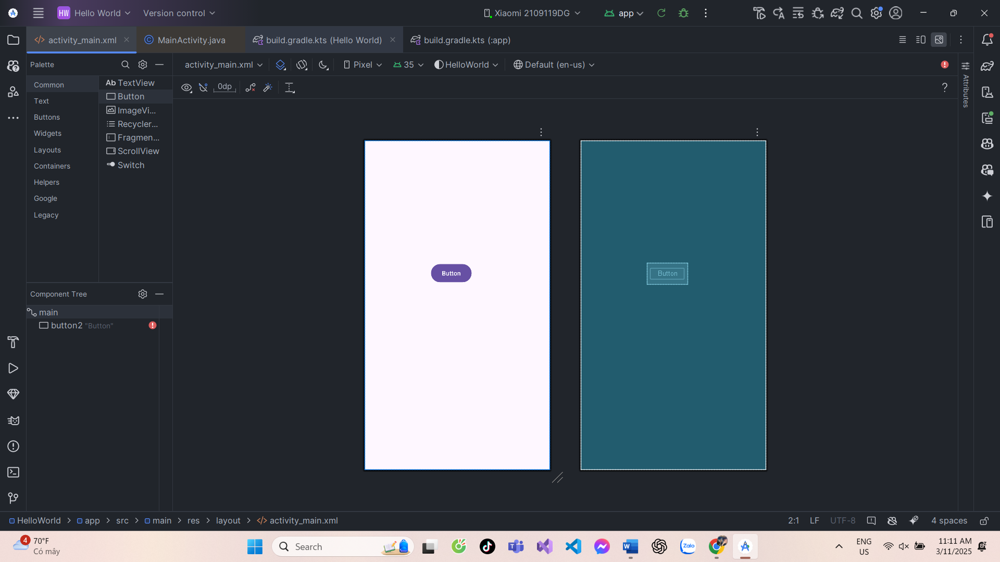 HW Hello World Version control Xiaomi 2109119DG app
activity_main.xml MainActivity.java build.gradle.kts (Hello World) build.gradle.kts (:app)
Palette activity_main.xml Pixel 35 HelloWorld Default (en-us)
Common
Text
Buttons
Widgets
Layouts
Containers
Helpers
Google
Legacy
Ab TextView
Button
ImageVi...
Recycler...
Fragmen...
ScrollView
Switch
0dp
Attributes
Button
Button
Component Tree
main
button2 "Button"
HelloWorld > app > src > main > res > layout > activity_main.xml
2:1 LF UTF-8 4 spaces
4
70°F
Có mây
Search
Zalo
ENG
US
11:11 AM
3/11/2025